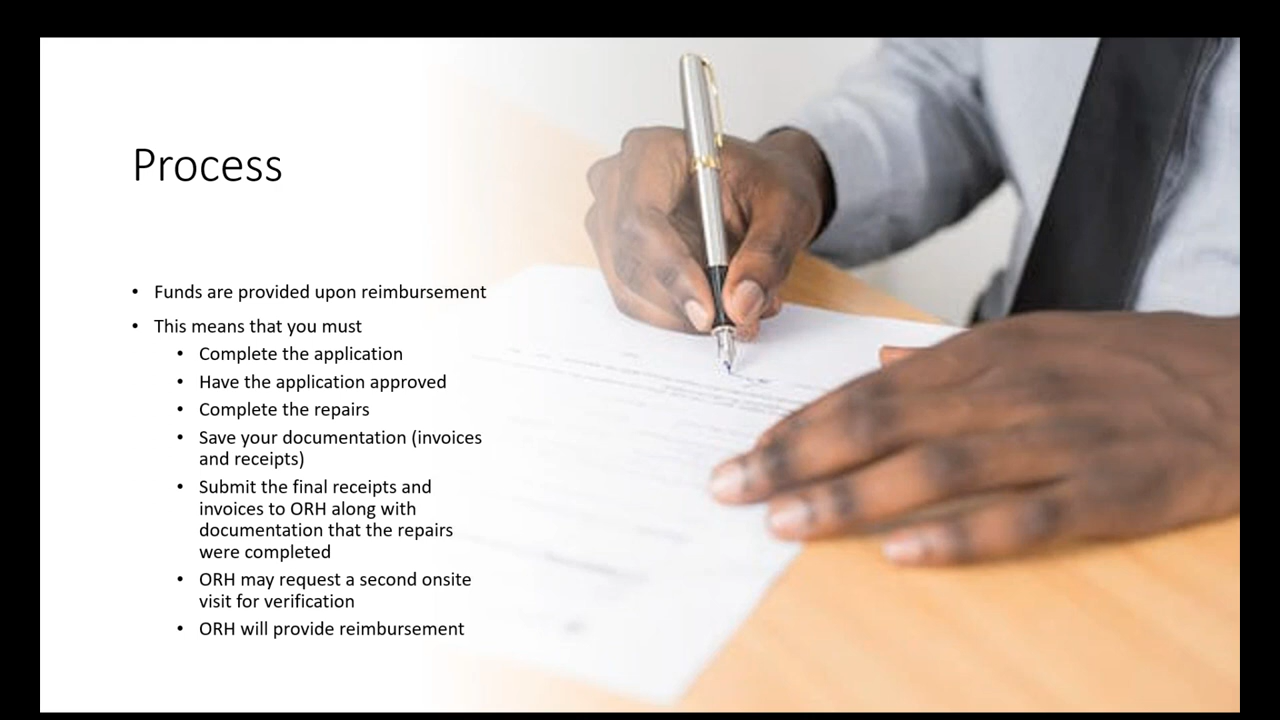 Process
• Funds are provided upon reimbursement
• This means that you must
• Complete the application
• Have the application approved
• Complete the repairs
• Save your documentation (invoices
and receipts)
• Submit the final receipts and
invoices to ORH along with
documentation that the repairs
were completed
• ORH may request a second onsite
visit for verification
• ORH will provide reimbursement